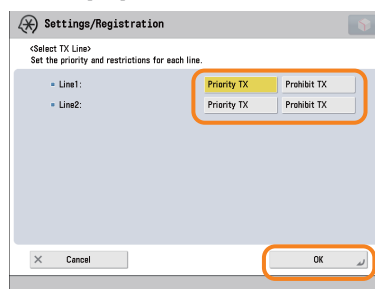 Settings/Registration
<Select TX Line>
Set the priority and restrictions for each line.
Line1: Priority TX Prohibit TX
Line2: Priority TX Prohibit TX
Cancel OK